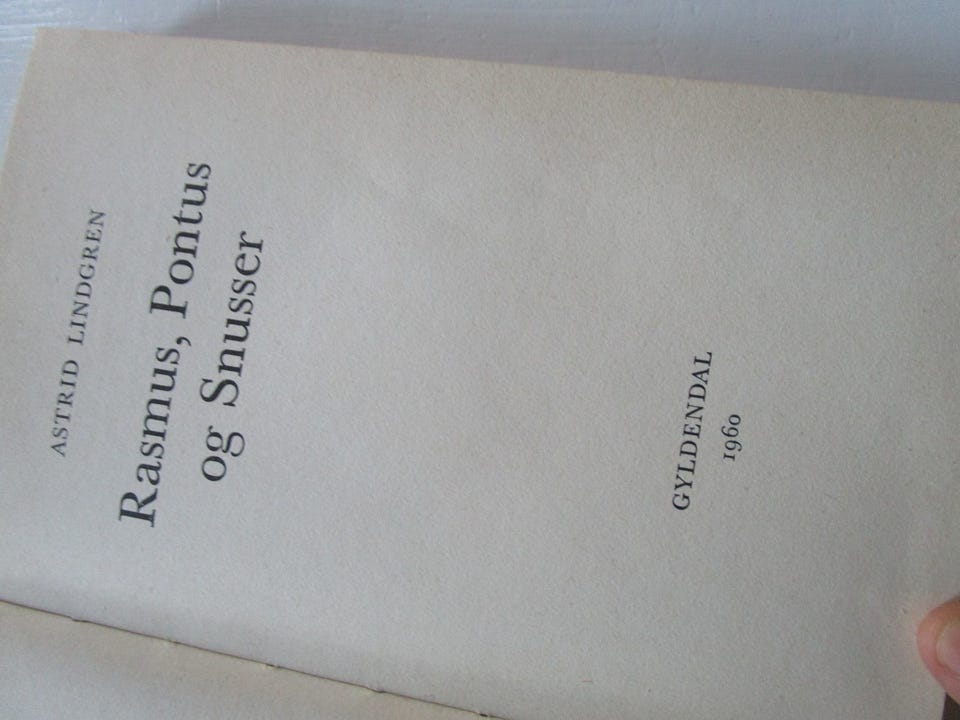 ASTRID LINDGREN
Rasmus, Pontus
og Snusser
GYLDENDAL
1960